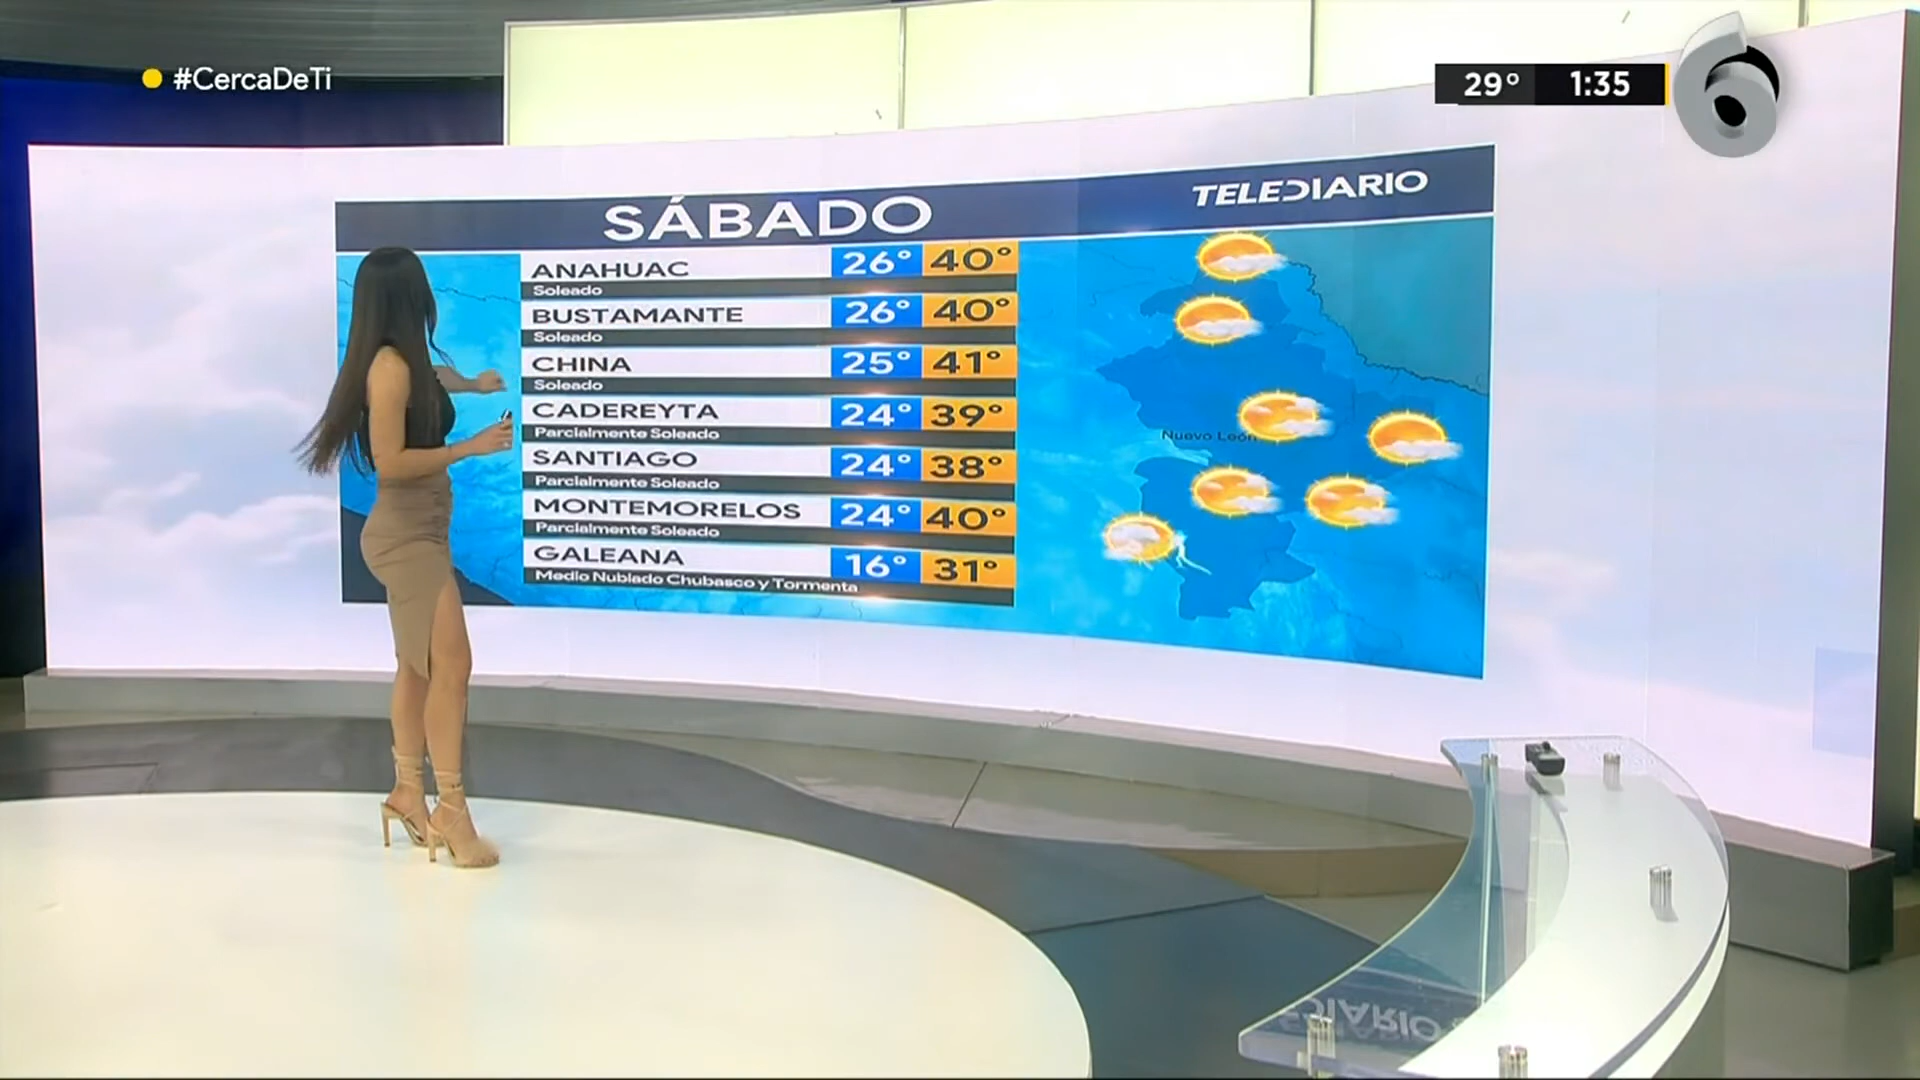 #CercaDeTi
29° 1:35
6
SÁBADO
TELEDIARIO
ANAHUAC 26° 40°
Soleado
BUSTAMANTE 26° 40°
Soleado
CHINA 25° 41°
Soleado
CADEREYTA 24° 39°
Parcialmente Soleado
SANTIAGO 24° 38°
Parcialmente Soleado
MONTEMORELOS 24° 40°
Parcialmente Soleado
GALEANA 16° 31°
Medio Nublado Chubasco y Tormenta
Nuevo León